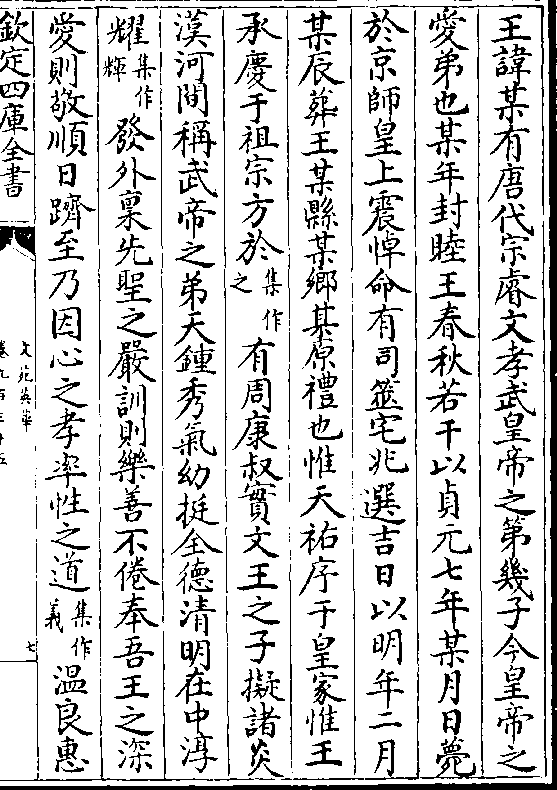 王諱某有唐代宗睿文孝武皇帝之第幾子今皇帝之
愛弟也某年封睦王春秋若干以貞元七年某月日薨
於京師皇上震悼命有司筮宅兆選吉日以明年二月
某辰葬王某縣某鄉某原禮也惟天祐序于皇家惟王
承慶于祖宗方於集作之有周康叔實文王之子擬諸炎
漢河間稱武帝之弟天鍾秀氣幼挺全德清明在中淳
耀集作輝發外稟先聖之嚴訓則樂善不倦奉吾王之深
愛則敬順日躋至乃因心之孝率性之道集作義温良惠
欽定四庫全書
文苑英華
卷九百三十五
七